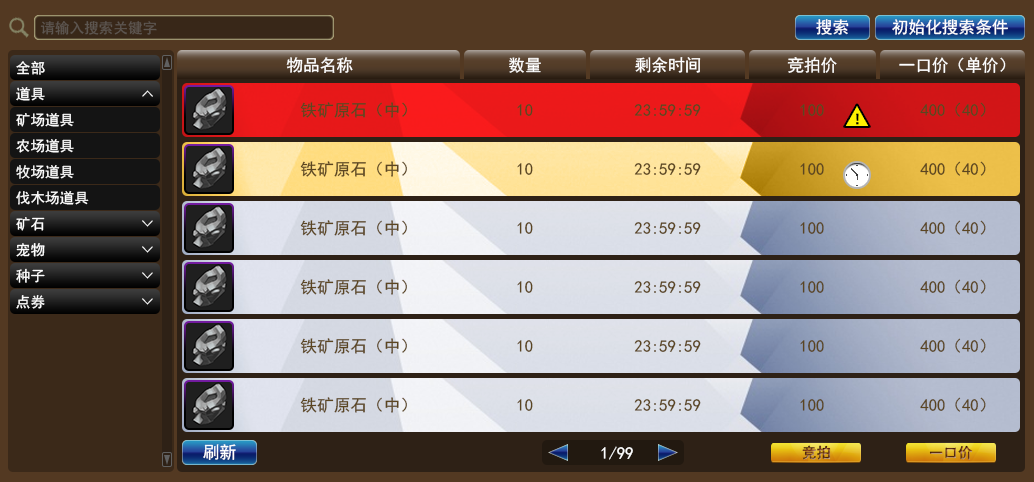 请输入搜索关键字
搜索
初始化搜索条件
全部
道具
矿场道具
农场道具
牧场道具
伐木场道具
矿石
宠物
种子
点券
物品名称 数量 剩余时间 竞拍价 一口价（单价）
铁矿原石（中） 10 23:59:59 100 400（40）
铁矿原石（中） 10 23:59:59 100 400（40）
铁矿原石（中） 10 23:59:59 100 400（40）
铁矿原石（中） 10 23:59:59 100 400（40）
铁矿原石（中） 10 23:59:59 100 400（40）
铁矿原石（中） 10 23:59:59 100 400（40）
刷新 1/99 竞拍 一口价